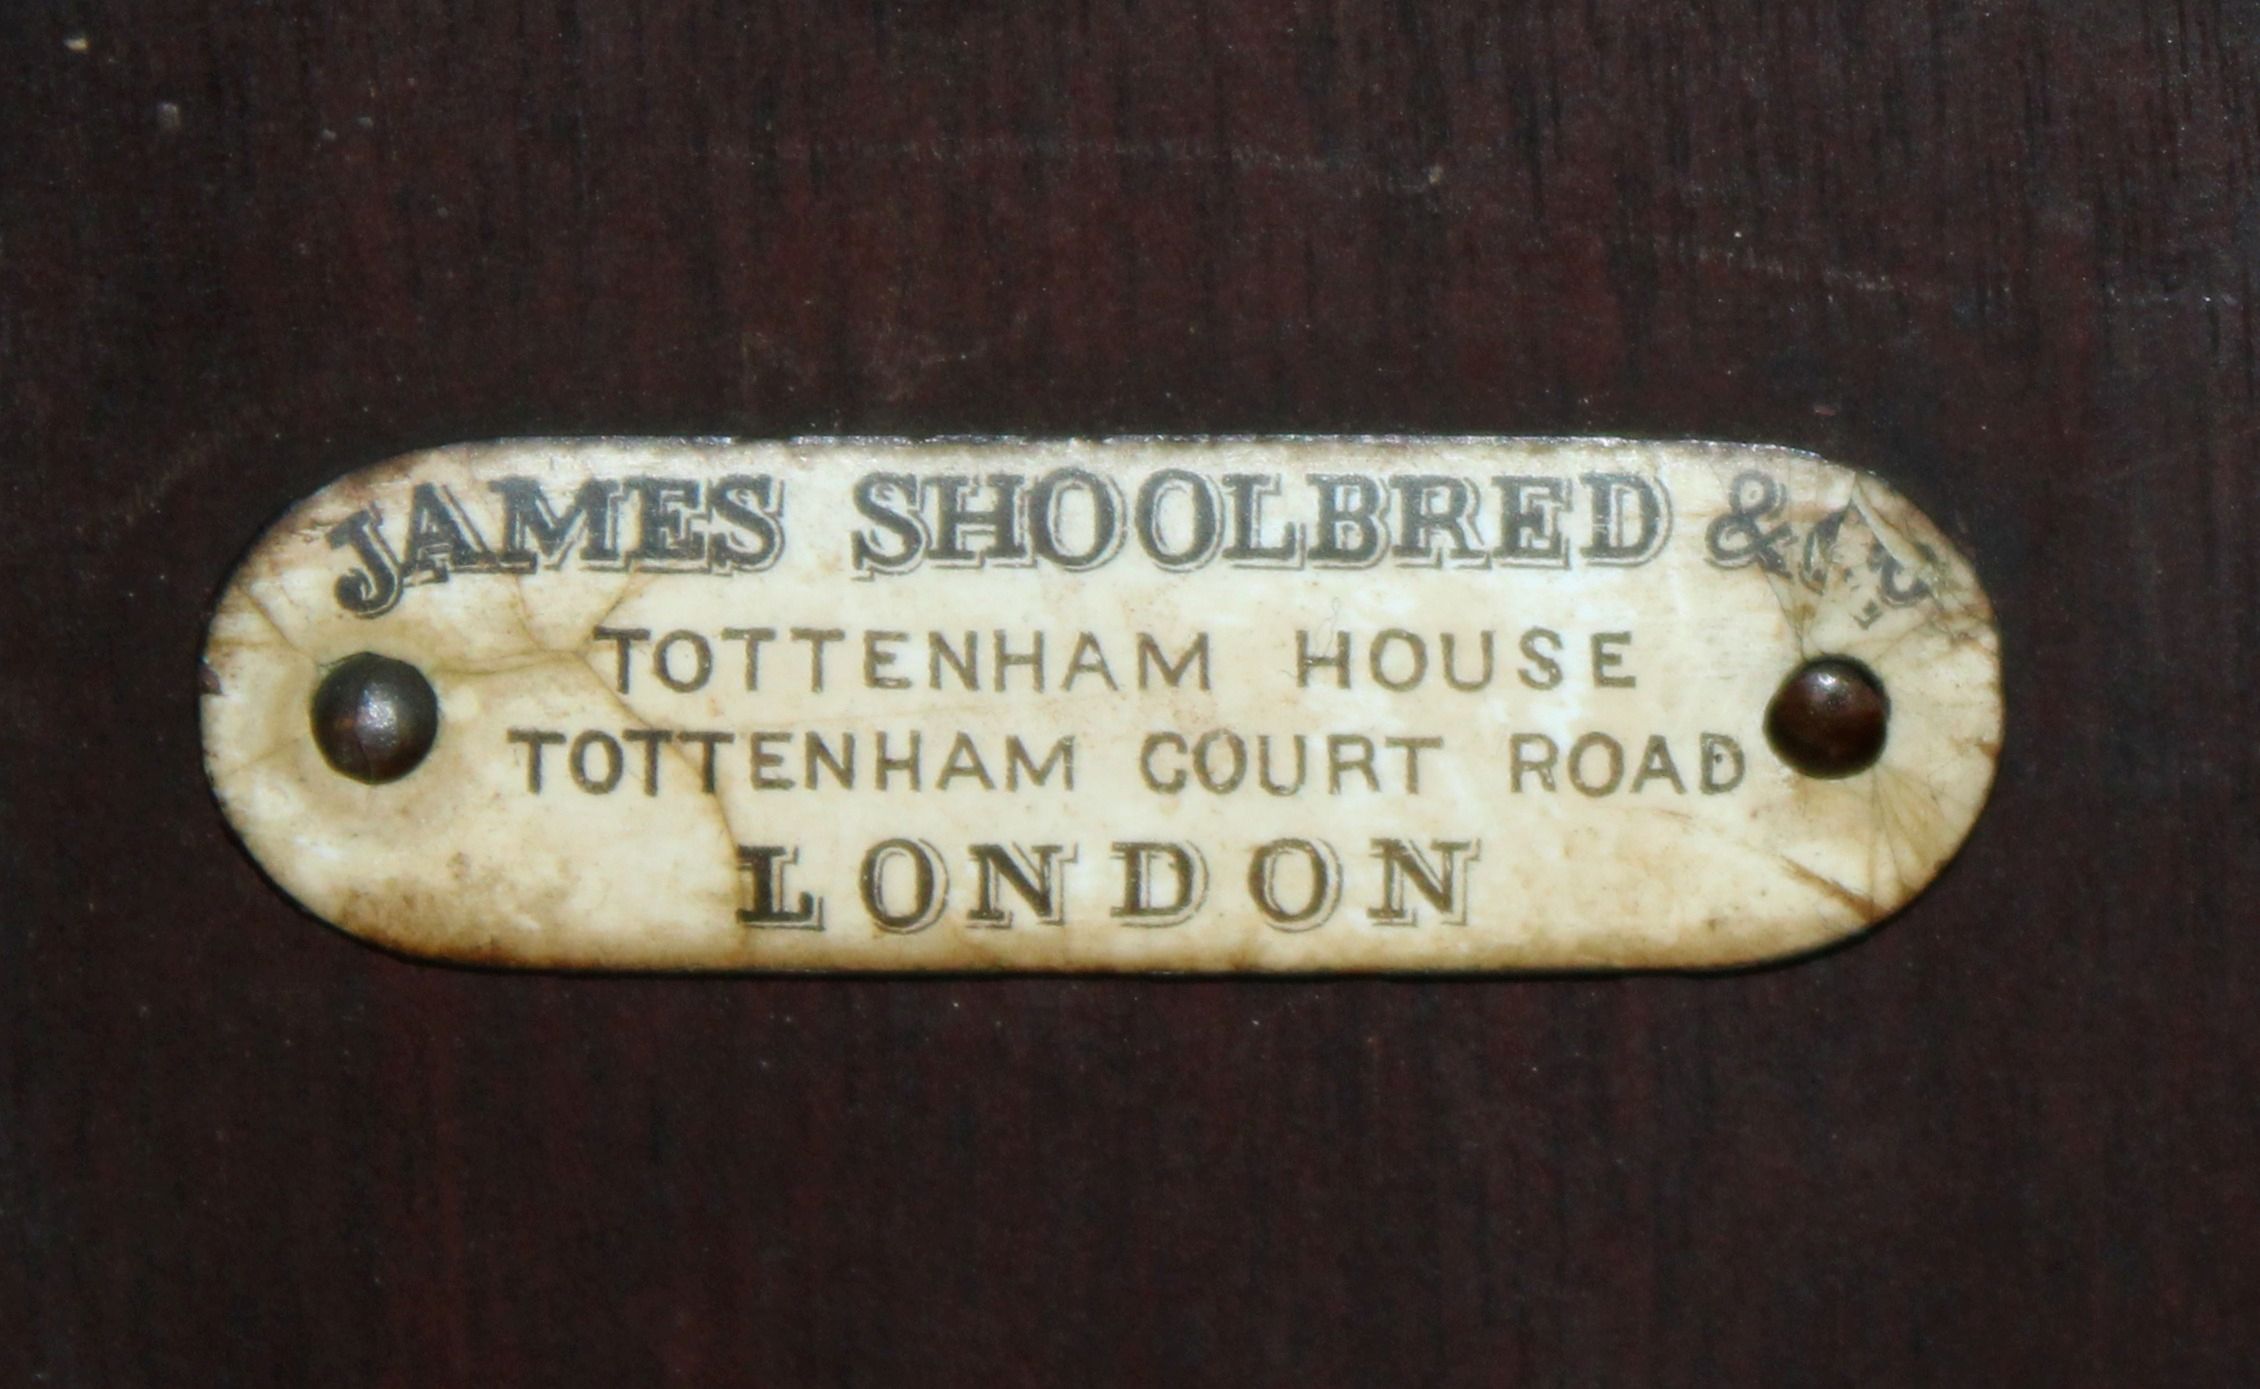 JAMES SHOOLBRED &
TOTTENHAM HOUSE
TOTTENHAM COURT ROAD
LONDON